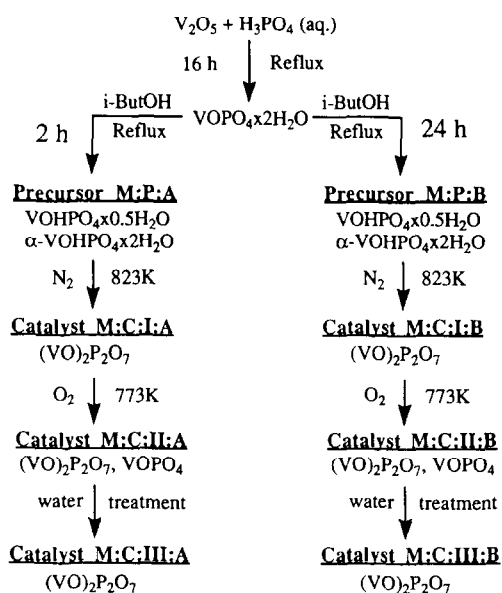 V₂O₅ + H₃PO₄ (aq.)
16 h Reflux
i-ButOH i-ButOH
2 h Reflux VOPO₄x2H₂O Reflux 24 h
Precursor M:P:A Precursor M:P:B
VOHPO₄x0.5H₂O VOHPO₄x0.5H₂O
α-VOHPO₄x2H₂O α-VOHPO₄x2H₂O
N₂ 823K N₂ 823K
Catalyst M:C:I:A Catalyst M:C:I:B
(VO)₂P₂O₇ (VO)₂P₂O₇
O₂ 773K O₂ 773K
Catalyst M:C:II:A Catalyst M:C:II:B
(VO)₂P₂O₇, VOPO₄ (VO)₂P₂O₇, VOPO₄
water treatment water treatment
Catalyst M:C:III:A Catalyst M:C:III:B
(VO)₂P₂O₇ (VO)₂P₂O₇